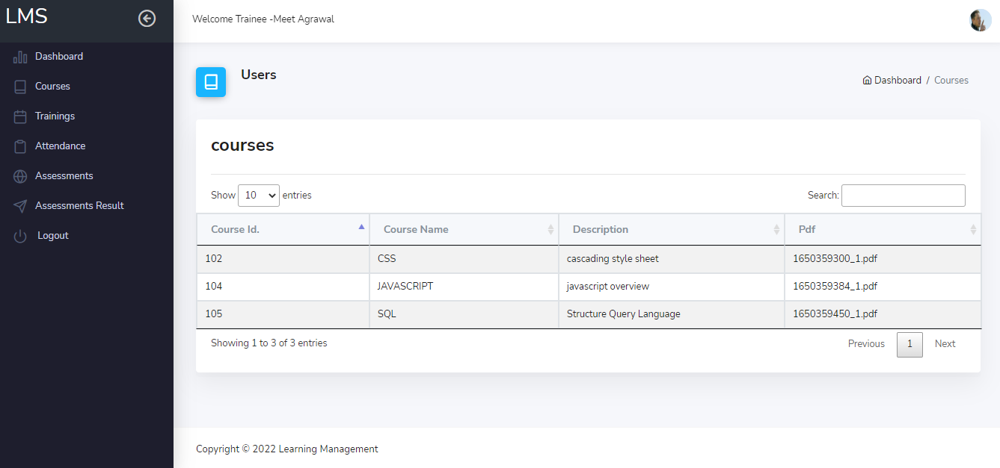 LMS
Welcome Trainee -Meet Agrawal
Dashboard
Courses
Trainings
Attendance
Assessments
Assessments Result
Logout
Users
Dashboard / Courses
courses
Show 10 entries
Search:
Course Id. Course Name Description Pdf
102 CSS cascading style sheet 1650359300_1.pdf
104 JAVASCRIPT javascript overview 1650359384_1.pdf
105 SQL Structure Query Language 1650359450_1.pdf
Showing 1 to 3 of 3 entries
Previous 1 Next
Copyright © 2022 Learning Management